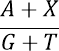 A + X
G + T